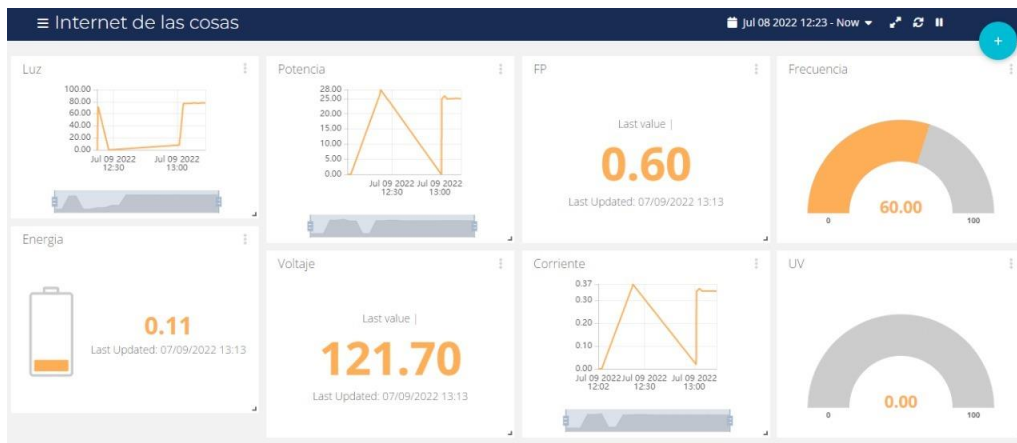 Internet de las cosas
Jul 08 2022 12:23 - Now
+
Luz
100.00
80.00
60.00
40.00
20.00
0.00
Jul 09 2022 Jul 09 2022
12:30 13:00
Potencia
28.00
25.00
20.00
15.00
10.00
5.00
0.00
Jul 09 2022 Jul 09 2022
12:30 13:00
FP
Last value |
0.60
Last Updated: 07/09/2022 13:13
Frecuencia
60.00
0 100
Energia
0.11
Last Updated: 07/09/2022 13:13
Voltaje
Last value |
121.70
Last Updated: 07/09/2022 13:13
Corriente
0.37
0.30
0.20
0.10
0.00
Jul 09 2022 Jul 09 2022 Jul 09 2022
12:02 12:30 13:00
UV
0.00
0 100